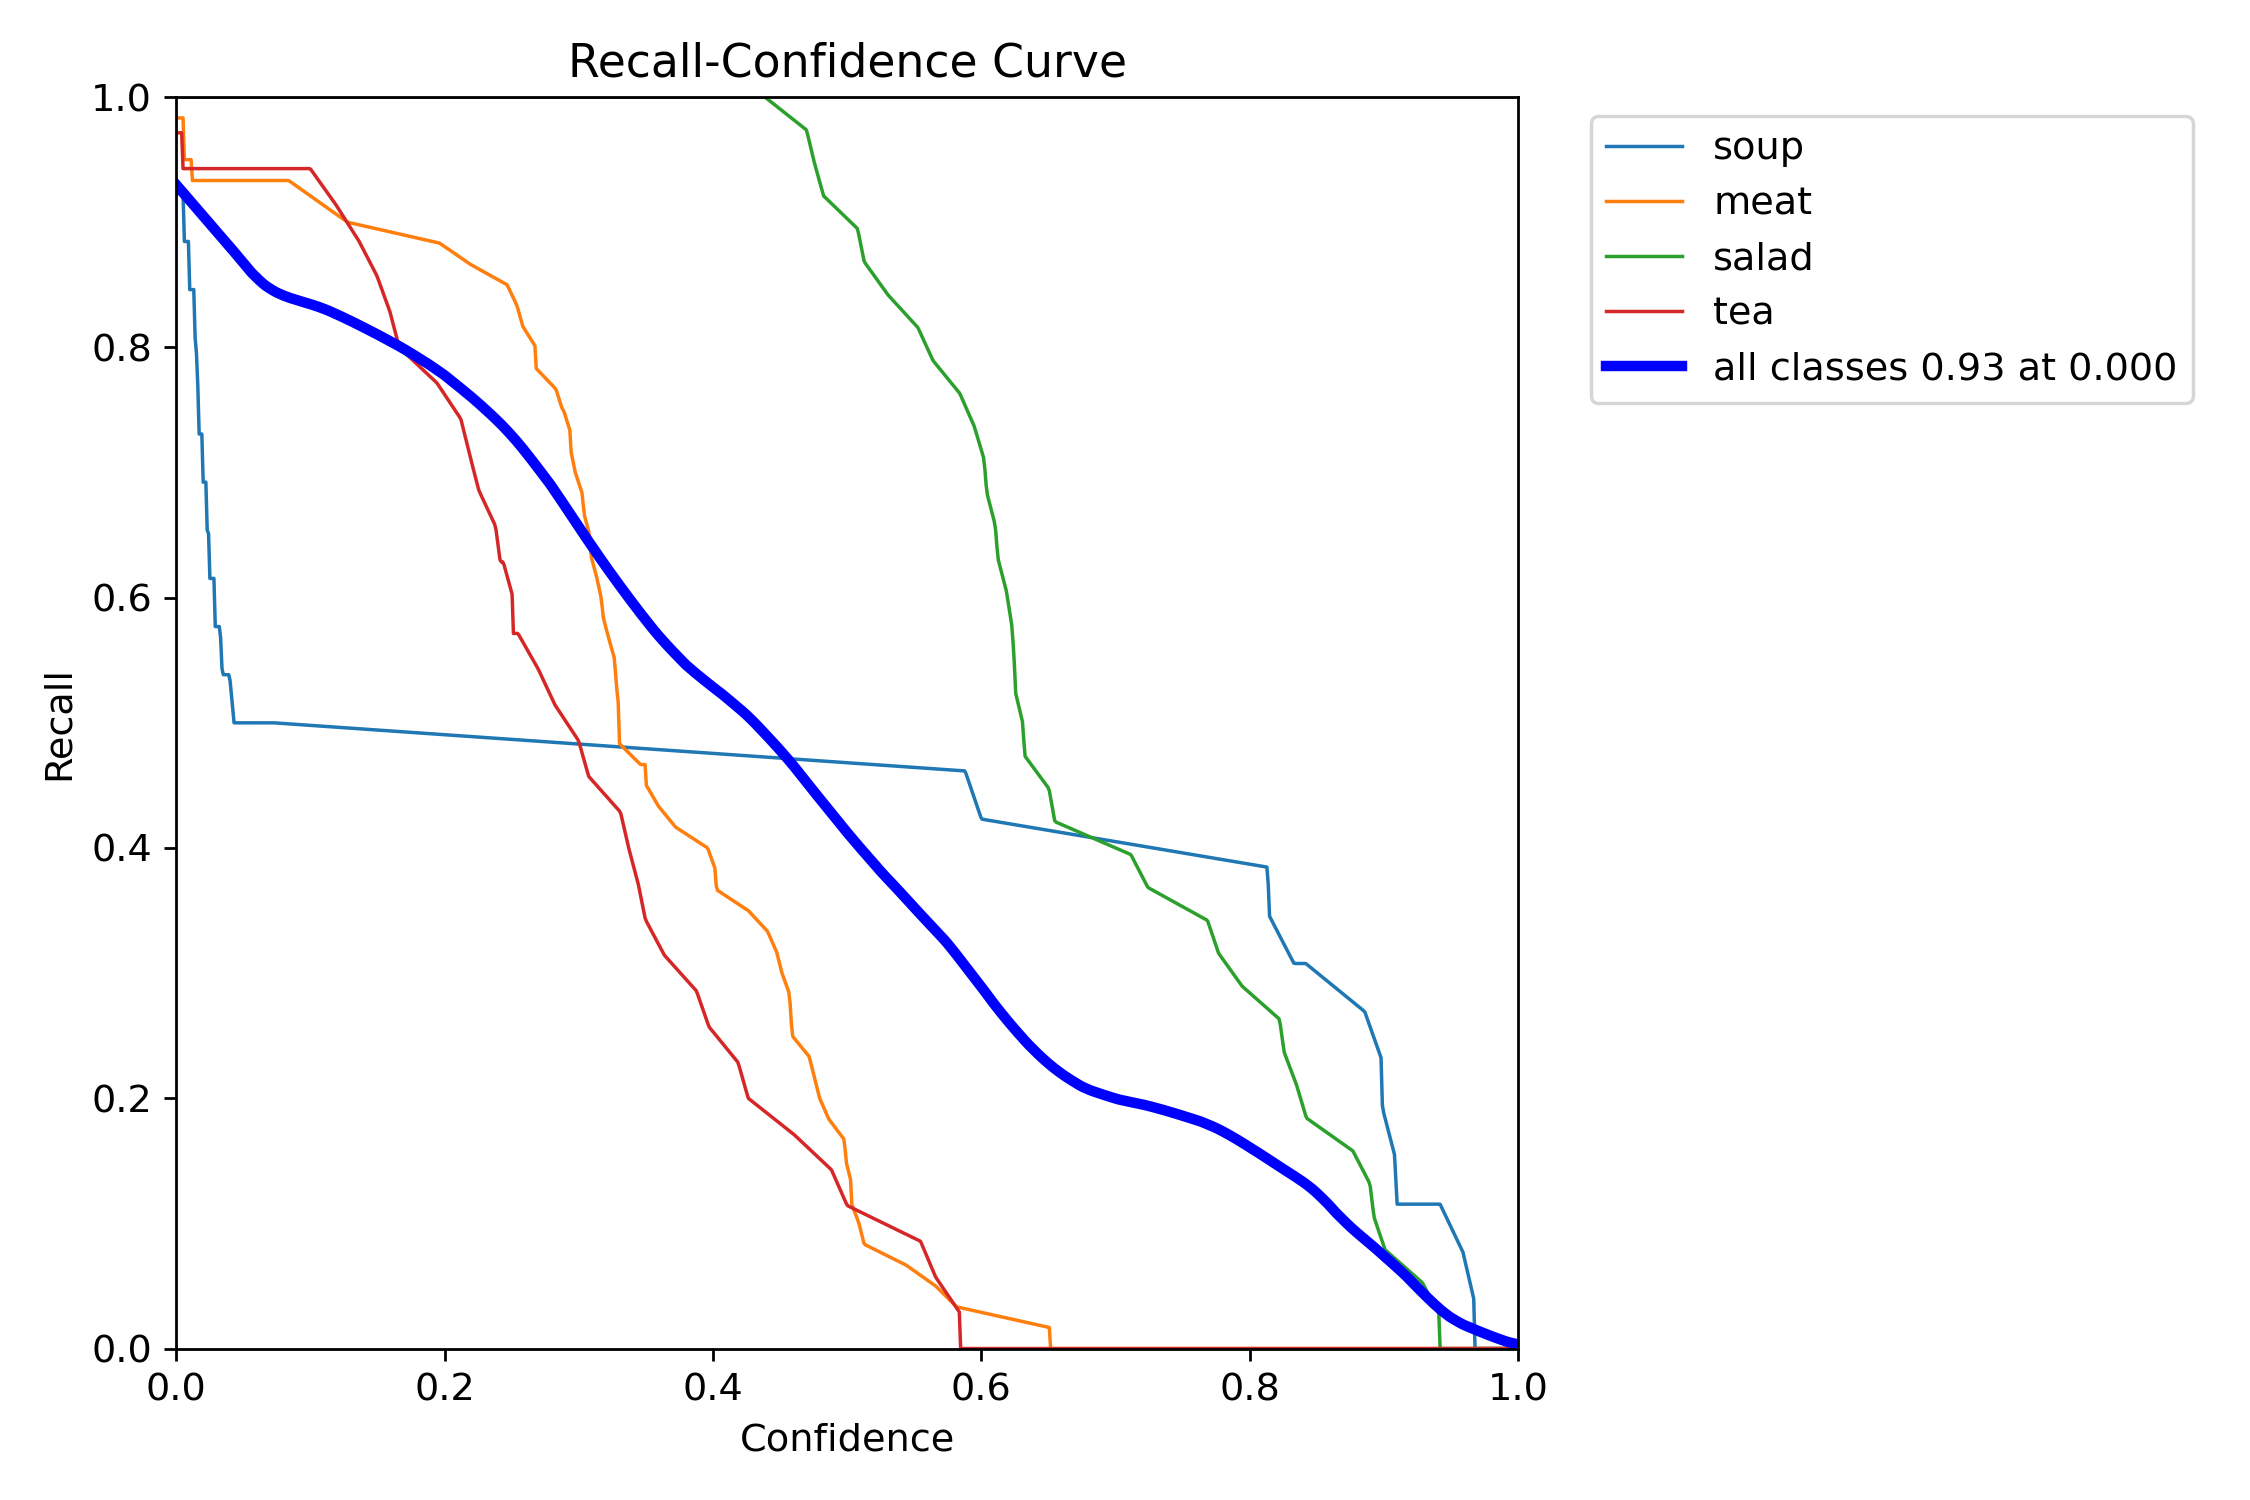 Recall-Confidence Curve
1.0
0.8
0.6
0.4
0.2
0.0
Recall
0.0 0.2 0.4 0.6 0.8 1.0
Confidence
soup
meat
salad
tea
all classes 0.93 at 0.000